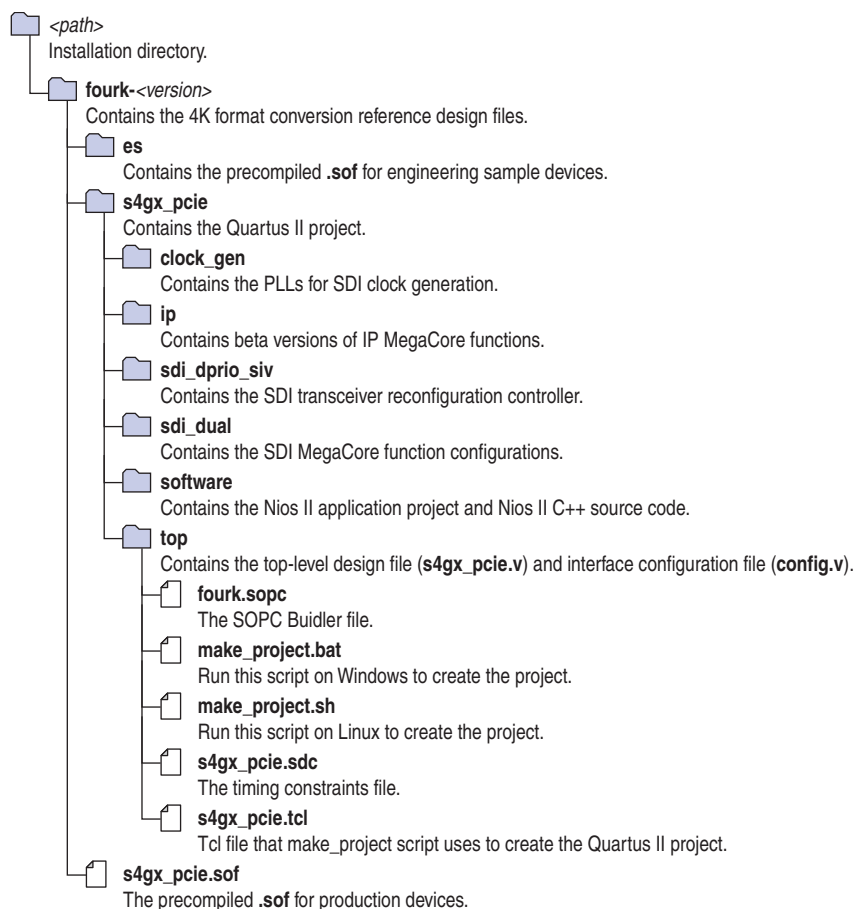 <path>
Installation directory.
fourk-<version>
Contains the 4K format conversion reference design files.
es
Contains the precompiled .sof for engineering sample devices.
s4gx_pcie
Contains the Quartus II project.
clock_gen
Contains the PLLs for SDI clock generation.
ip
Contains beta versions of IP MegaCore functions.
sdi_dprio_siv
Contains the SDI transceiver reconfiguration controller.
sdi_dual
Contains the SDI MegaCore function configurations.
software
Contains the Nios II application project and Nios II C++ source code.
top
Contains the top-level design file (s4gx_pcie.v) and interface configuration file (config.v).
fourk.sopc
The SOPC Buidler file.
make_project.bat
Run this script on Windows to create the project.
make_project.sh
Run this script on Linux to create the project.
s4gx_pcie.sdc
The timing constraints file.
s4gx_pcie.tcl
Tcl file that make_project script uses to create the Quartus II project.
s4gx_pcie.sof
The precompiled .sof for production devices.